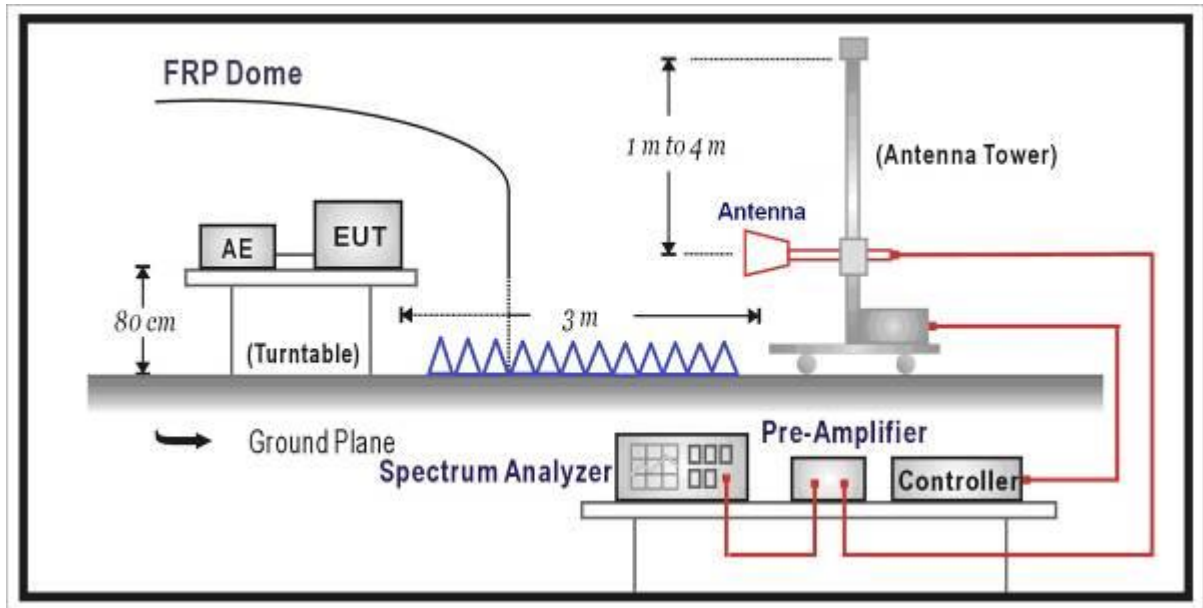 FRP Dome
1 m to 4 m
(Antenna Tower)
Antenna
AE
EUT
80 cm
3 m
(Turntable)
Ground Plane
Pre-Amplifier
Spectrum Analyzer
Controller